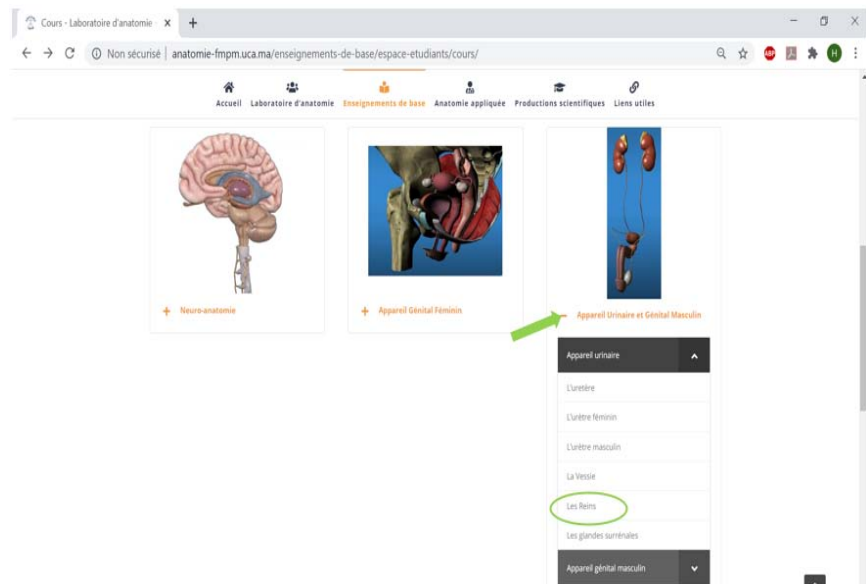 Cours - Laboratoire d'anatomie
Non sécurisé | anatomie-fmpm.uca.ma/enseignements-de-base/espace-etudiants/cours/
ABP
H
Accueil Laboratoire d'anatomie Enseignements de base Anatomie appliquée Productions scientifiques Liens utiles
Neuro-anatomie
Appareil Génital Féminin
Appareil Urinaire et Génital Masculin
Appareil urinaire
L'uretère
L'urètre féminin
L'urètre masculin
La Vessie
Les Reins
Les glandes surrénales
Appareil génital masculin